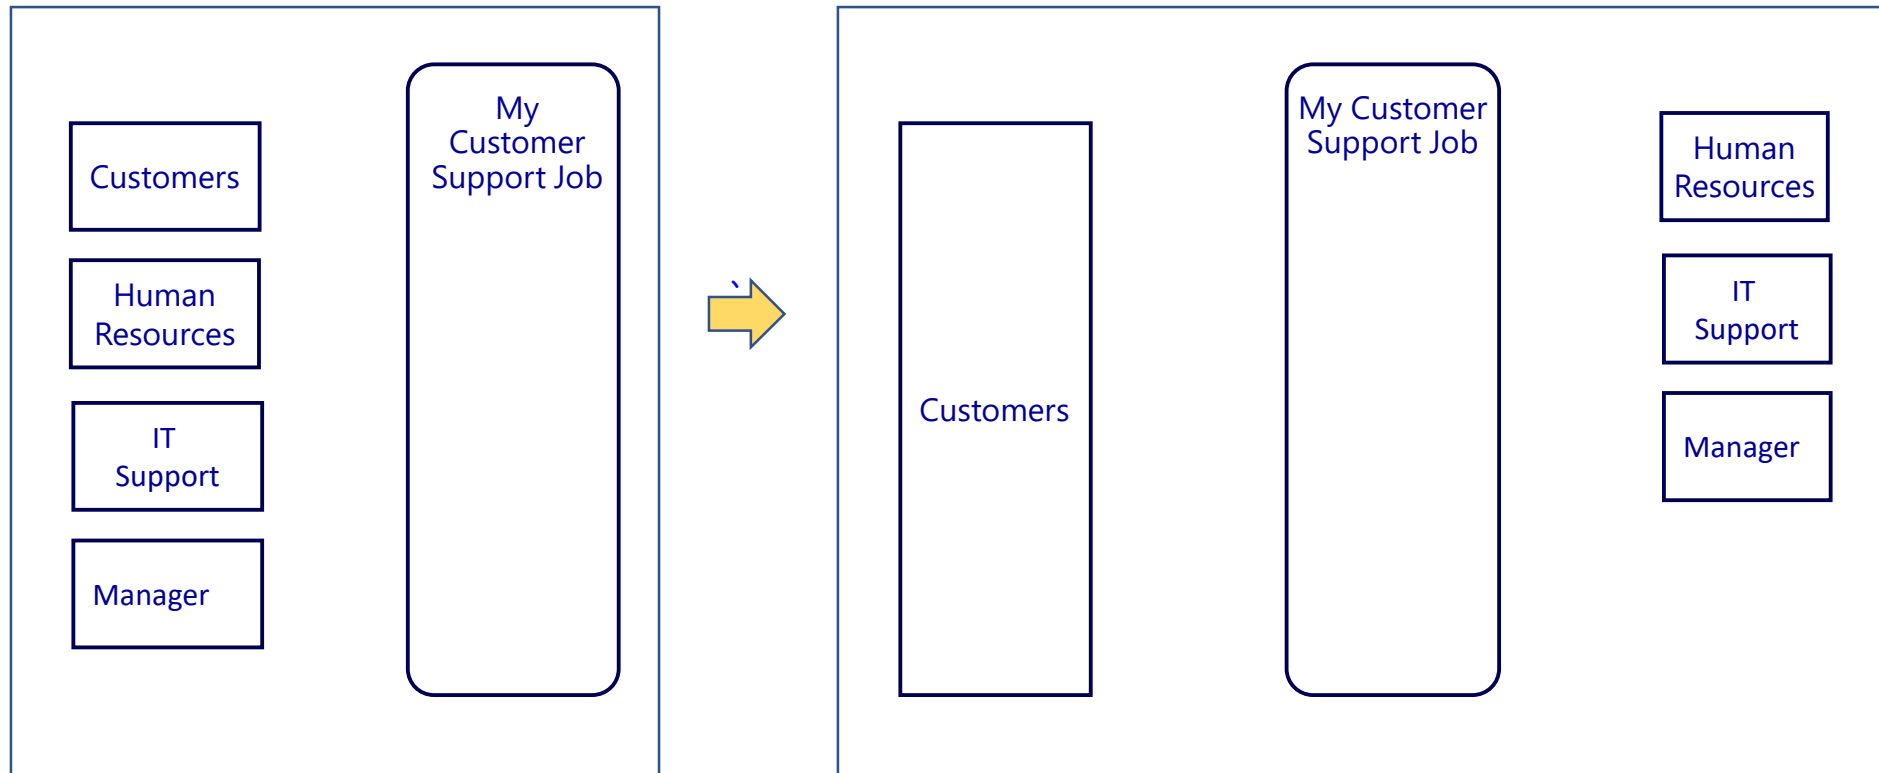 Customers
Human
Resources
IT
Support
Manager
My
Customer
Support Job
`
Customers
My Customer
Support Job
Human
Resources
IT
Support
Manager